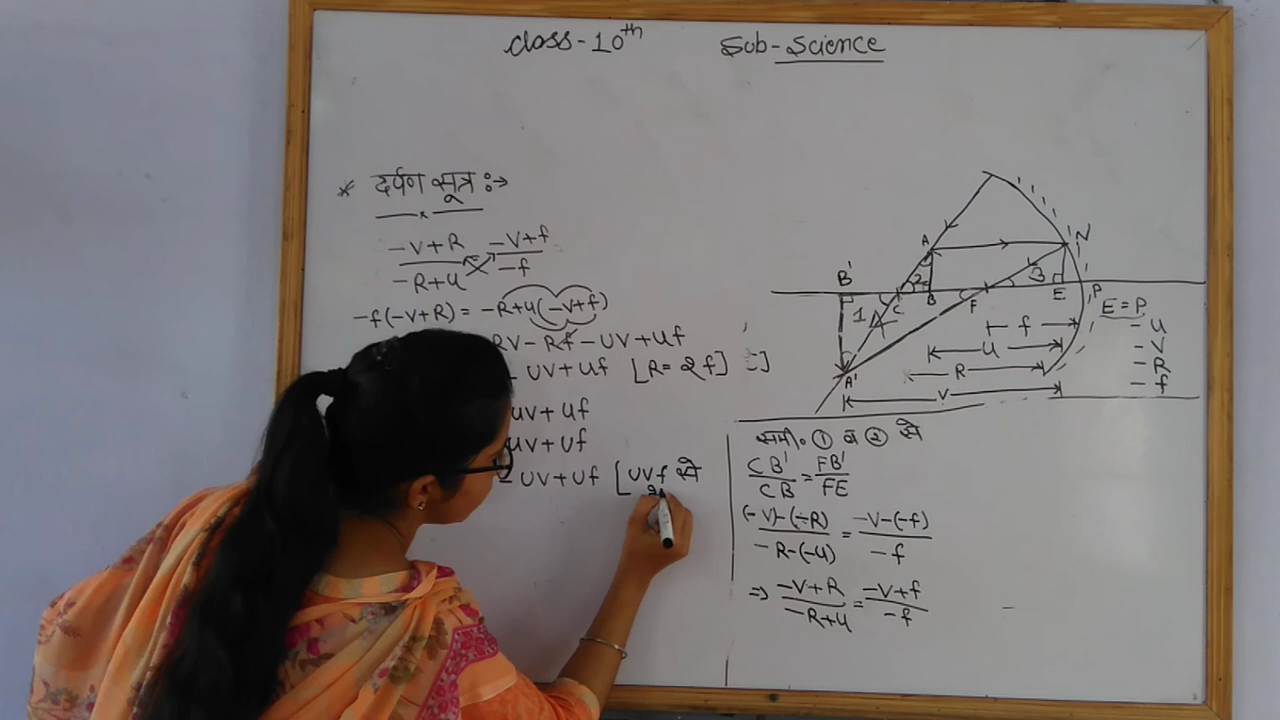 Class-10th Sub-Science
* दर्पण सूत्र :→
-V+R / -R+u = -V+f / -f
-f(-V+R) = -R+u(-V+f)
RV-Rf-uV+uf
uV+uf [R=2f]
uV+uf
uV+uf
-uV+uf [uVf से
A N
B' C B F E P
1 2 3
A'
f
u
R
V
E=P
-u
-V
-R
-f
समी० ① व ② से
CB' / CB = FB' / FE
(-V)-(-R) / -R-(-u) = -V-(-f) / -f
⇒ -V+R / -R+u = -V+f / -f